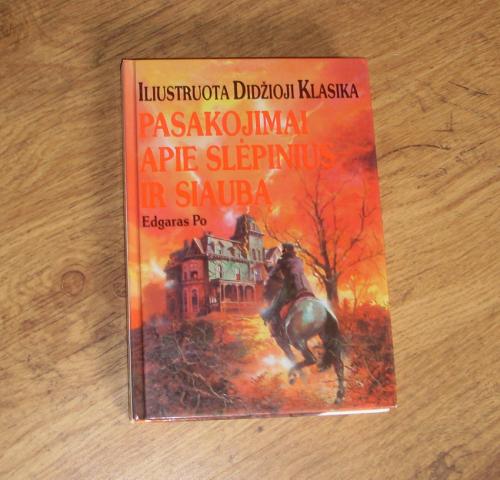 ILIUSTRUOTA DIDŽIOJI KLASIKA
PASAKOJIMAI
APIE SLĖPINIUS
IR SIAUBĄ
Edgaras Po